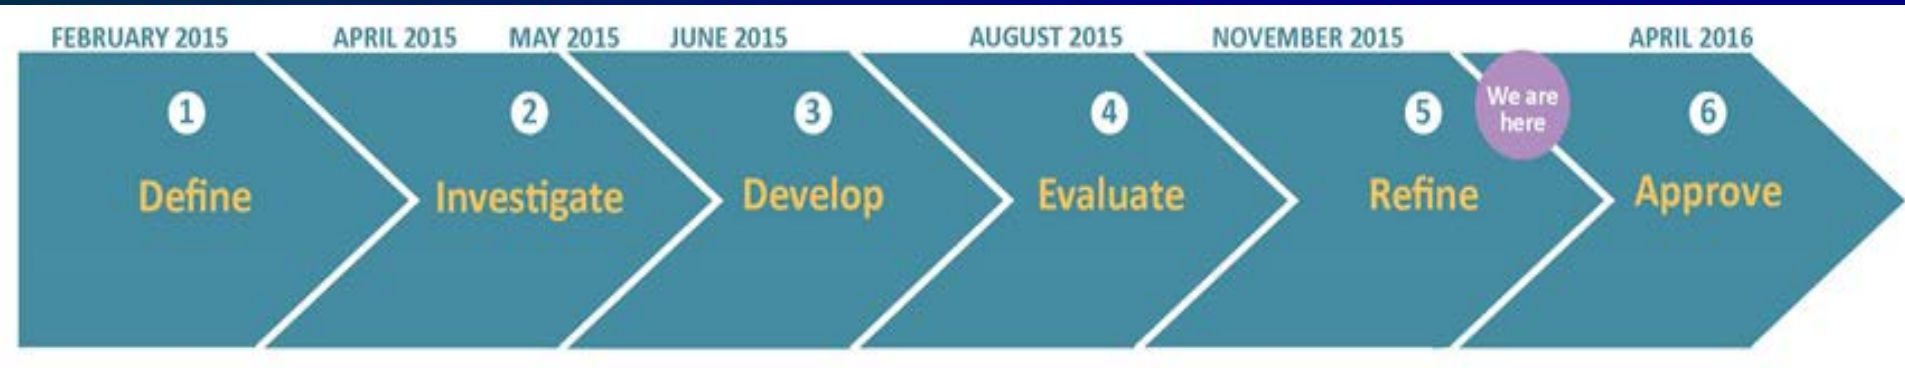 FEBRUARY 2015 APRIL 2015 MAY 2015 JUNE 2015 AUGUST 2015 NOVEMBER 2015 APRIL 2016
1 2 3 4 5 6
We are
here
Define Investigate Develop Evaluate Refine Approve